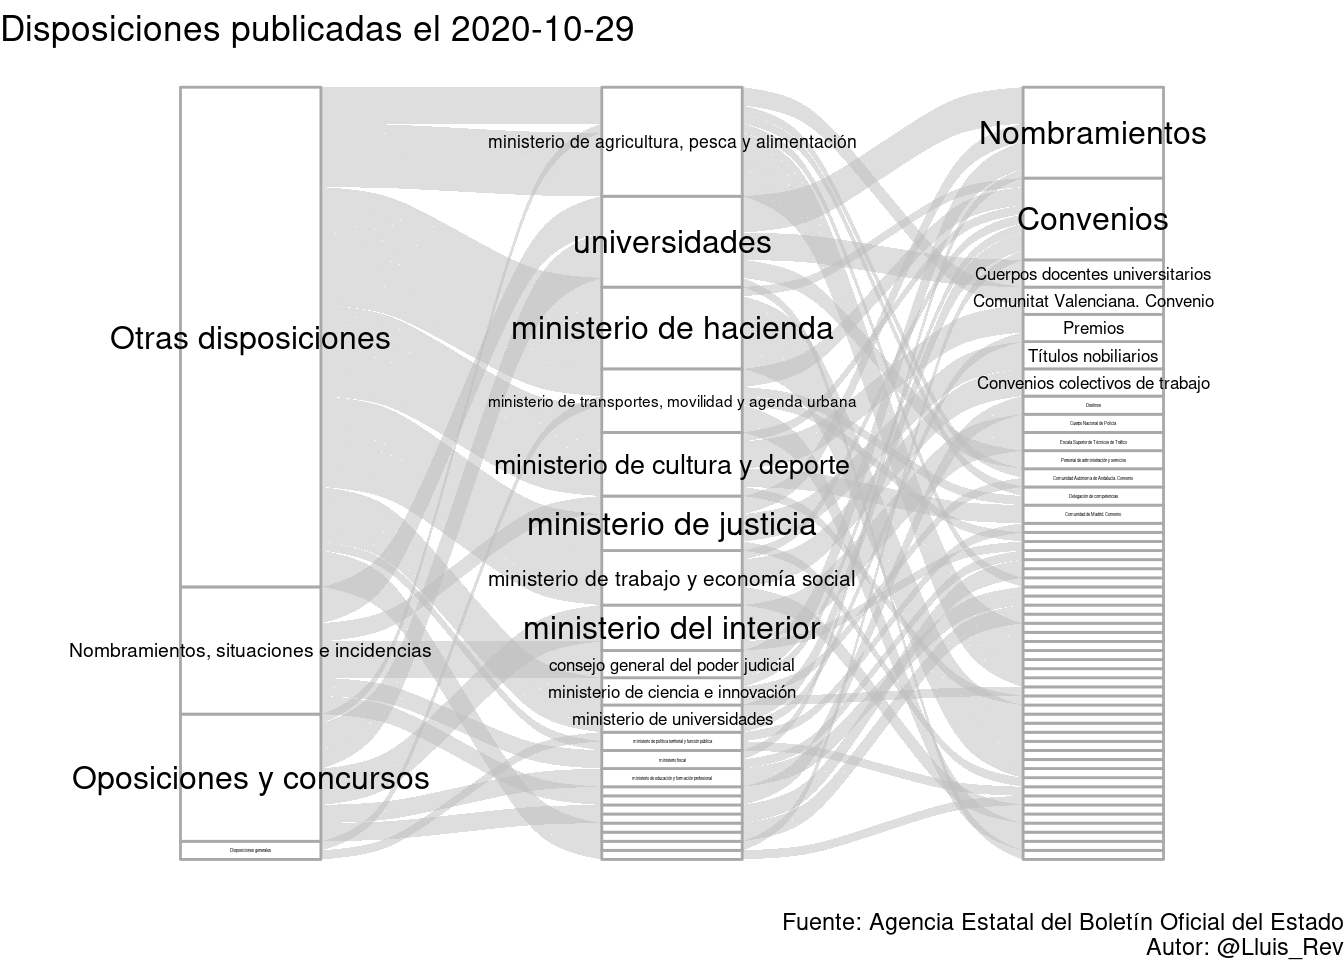 Disposiciones publicadas el 2020-10-29
Otras disposiciones
Nombramientos, situaciones e incidencias
Oposiciones y concursos
Disposiciones generales
ministerio de agricultura, pesca y alimentación
universidades
ministerio de hacienda
ministerio de transportes, movilidad y agenda urbana
ministerio de cultura y deporte
ministerio de justicia
ministerio de trabajo y economía social
ministerio del interior
consejo general del poder judicial
ministerio de ciencia e innovación
ministerio de universidades
ministerio de política territorial y función pública
ministerio fiscal
ministerio de educación y formación profesional
Nombramientos
Convenios
Cuerpos docentes universitarios
Comunitat Valenciana. Convenio
Premios
Títulos nobiliarios
Convenios colectivos de trabajo
Destinos
Cuerpo Nacional de Policía
Escala Superior de Técnicos de Tráfico
Personal de administración y servicios
Comunidad Autónoma de Andalucía. Convenio
Delegación de competencias
Comunidad de Madrid. Convenio
Fuente: Agencia Estatal del Boletín Oficial del Estado
Autor: @Lluis_Rev